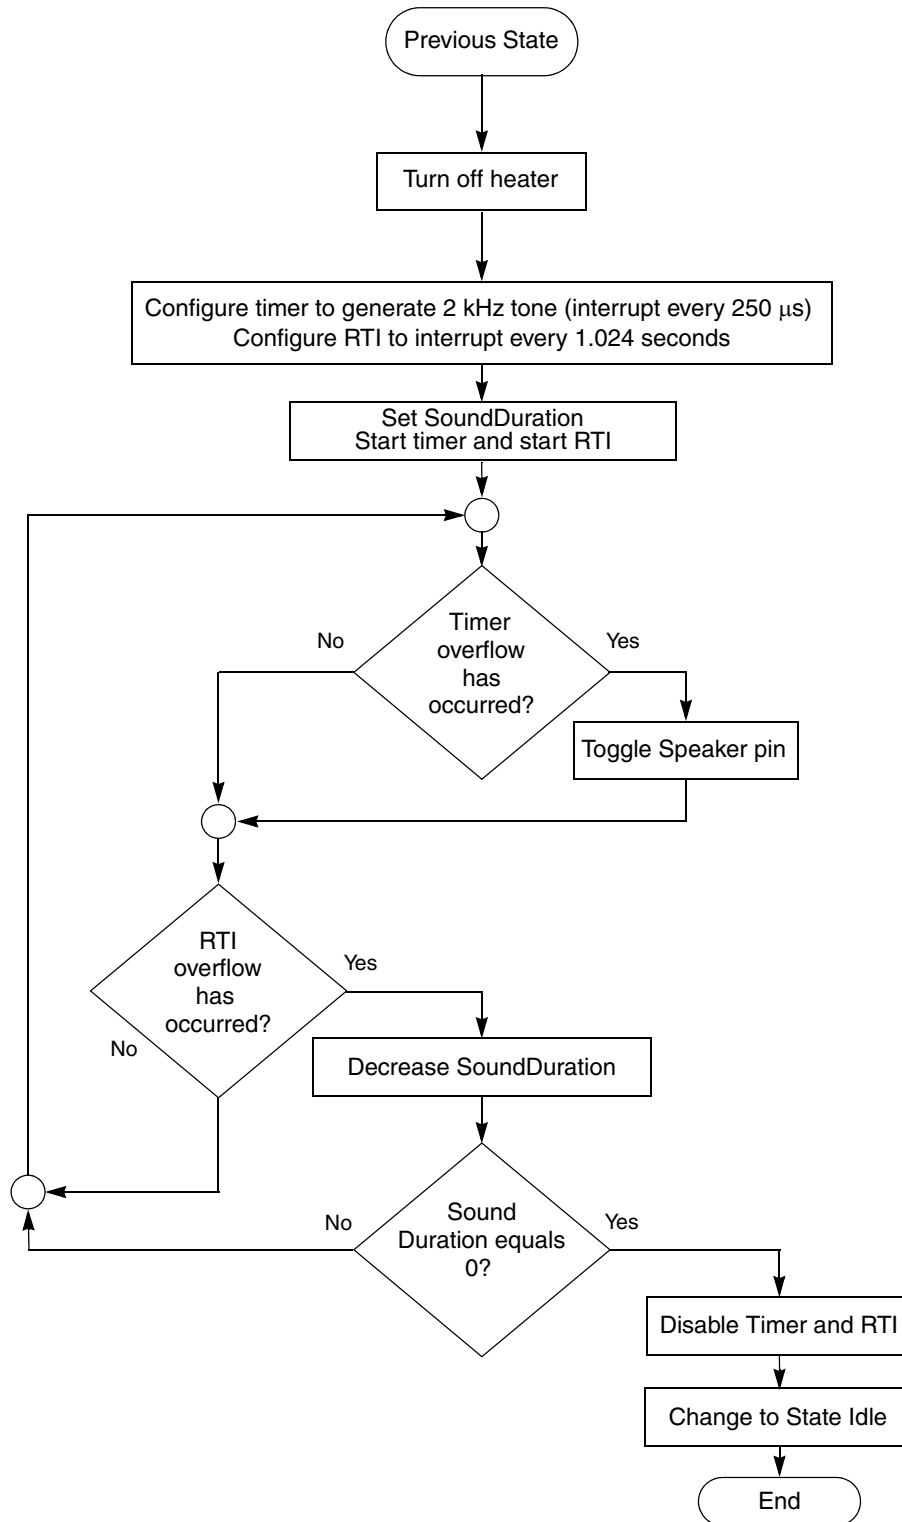 Previous State
Turn off heater
Configure timer to generate 2 kHz tone (interrupt every 250 μs)
Configure RTI to interrupt every 1.024 seconds
Set SoundDuration
Start timer and start RTI
Timer
overflow
has
occurred?
No
Yes
Toggle Speaker pin
RTI
overflow
has
occurred?
Yes
No
Decrease SoundDuration
Sound
Duration equals
0?
No
Yes
Disable Timer and RTI
Change to State Idle
End